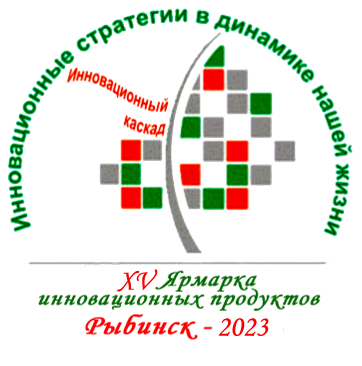 Инновационные стратегии в динамике нашей жизни
Инновационный
каскад
XV Ярмарка
инновационных продуктов
Рыбинск - 2023